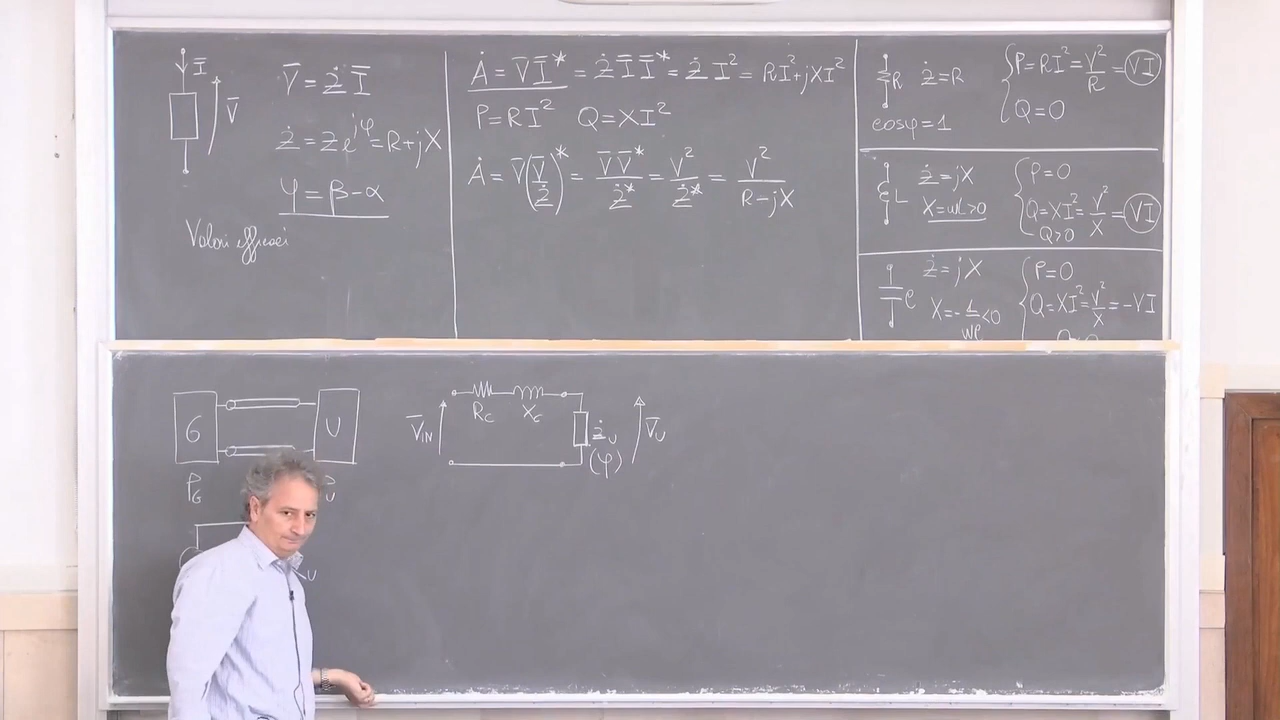 Ī
V̄
V̄ = Ż Ī
Ż = Z e^{jφ} = R + jX
φ = β − α
Valori efficaci
Ȧ = V̄ Ī* = Ż Ī Ī* = Ż I² = RI² + jXI²
P = RI² Q = XI²
Ȧ = V̄ (V̄/Ż)* = V̄ V̄*/Ż* = V²/Ż* = V²/(R − jX)
R Ż = R
P = RI² = V²/R = VI
Q = 0
cosφ = 1
L Ż = jX
X = ωL > 0
P = 0
Q = XI² = V²/X = VI
Q > 0
C Ż = jX
X = −1/ωC < 0
P = 0
Q = XI² = V²/X = −VI
G U
P_G
U
V̄_IN R_C X_C Ż_U (φ) V̄_U